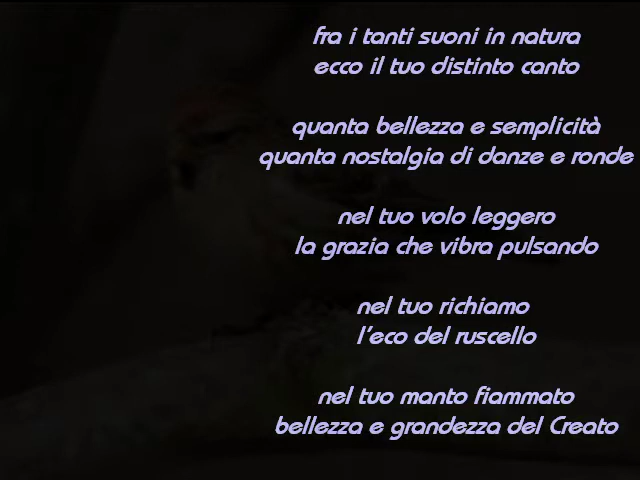 fra i tanti suoni in natura
ecco il tuo distinto canto
quanta bellezza e semplicità
quanta nostalgia di danze e ronde
nel tuo volo leggero
la grazia che vibra pulsando
nel tuo richiamo
l'eco del ruscello
nel tuo manto fiammato
bellezza e grandezza del Creato